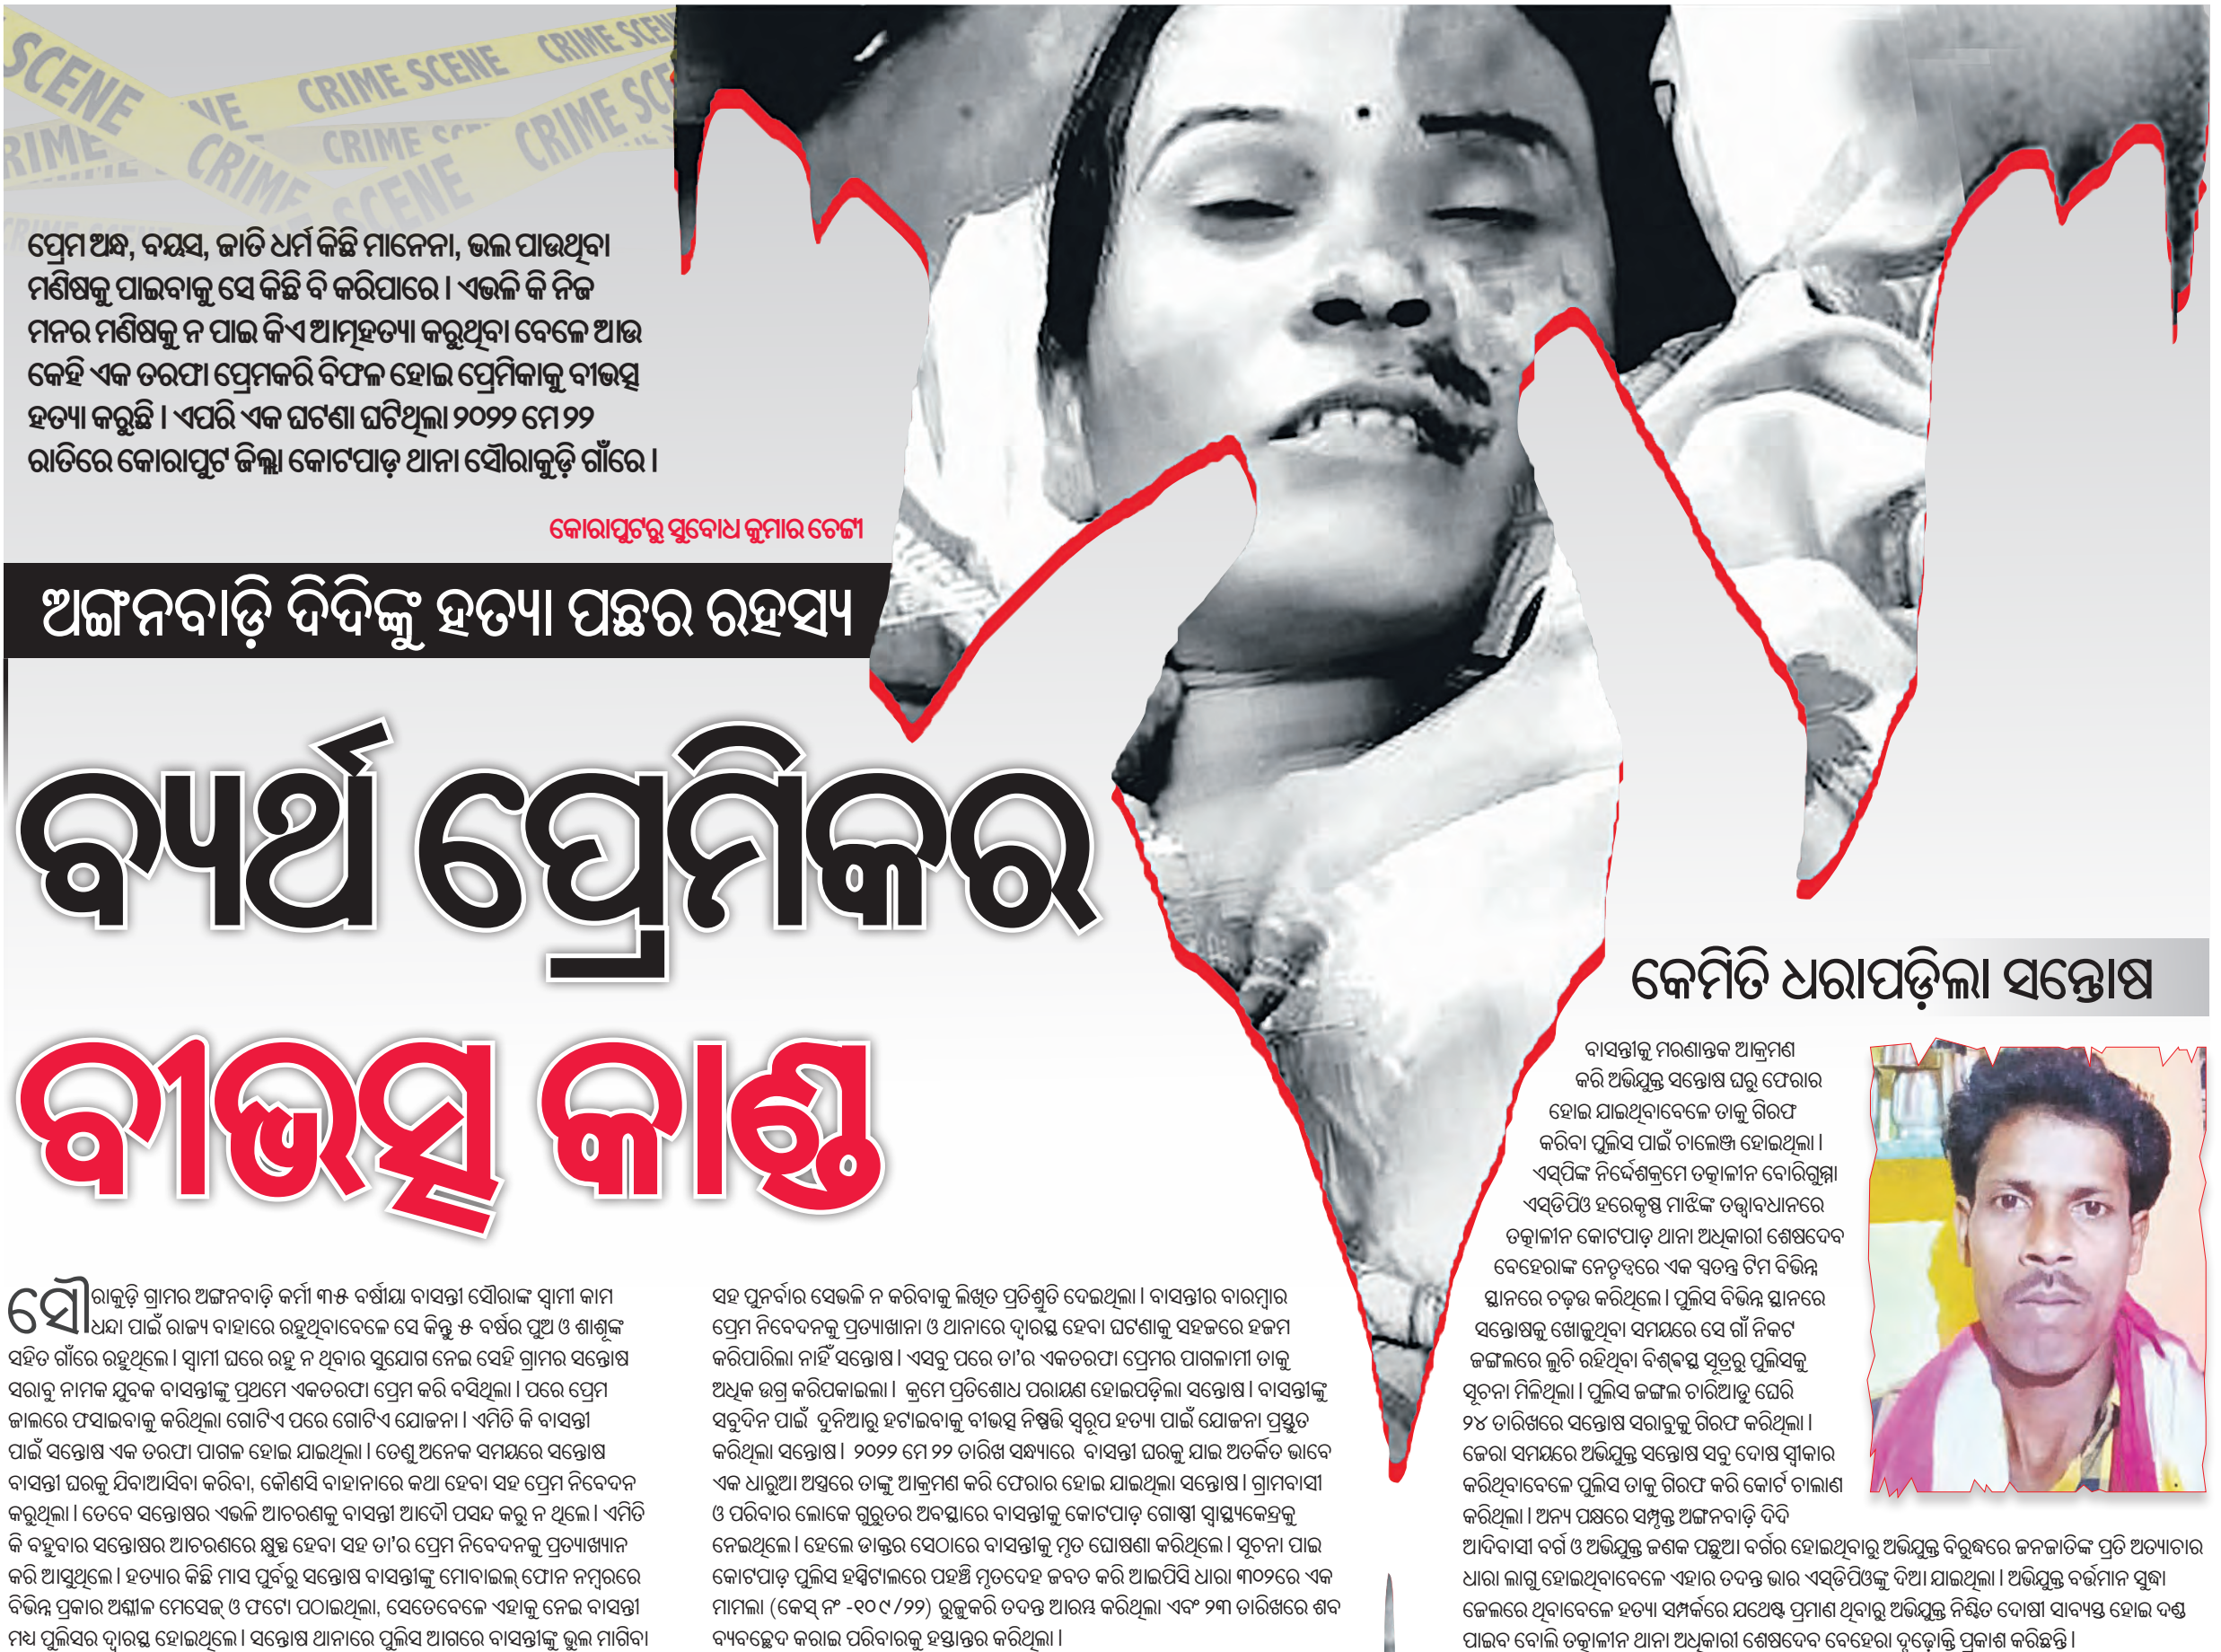 CRIME SCENE
ପ୍ରେମ ଅନ୍ଧ, ବୟସ, ଜାତି ଧର୍ମ କିଛି ମାନେନା, ଭଲ ପାଉଥିବା
ମଣିଷକୁ ପାଇବାକୁ ସେ କିଛି ବି କରିପାରେ । ଏଭଳି କି ନିଜ
ମନର ମଣିଷକୁ ନ ପାଇ କିଏ ଆତ୍ମହତ୍ୟା କରୁଥିବା ବେଳେ ଆଉ
କେହି ଏକ ତରଫା ପ୍ରେମକରି ବିଫଳ ହୋଇ ପ୍ରେମିକାକୁ ବୀଭତ୍ସ
ହତ୍ୟା କରୁଛି । ଏପରି ଏକ ଘଟଣା ଘଟିଥିଲା ୨୦୨୨ ମେ ୨୨
ରାତିରେ କୋରାପୁଟ ଜିଲ୍ଲା କୋଟପାଡ଼ ଥାନା ସୌରାକୁଡ଼ି ଗାଁରେ ।
କୋରାପୁଟରୁ ସୁବୋଧ କୁମାର ଚେଟ୍ଟୀ
ଅଙ୍ଗନବାଡ଼ି ଦିଦିଙ୍କୁ ହତ୍ୟା ପଛର ରହସ୍ୟ
ବ୍ୟର୍ଥ ପ୍ରେମିକର
ବୀଭତ୍ସ କାଣ୍ଡ
ସୌରାକୁଡ଼ି ଗ୍ରାମର ଅଙ୍ଗନବାଡ଼ି କର୍ମୀ ୩୫ ବର୍ଷୀୟା ବାସନ୍ତୀ ସୌରାଙ୍କ ସ୍ୱାମୀ କାମ
ଧନ୍ଦା ପାଇଁ ରାଜ୍ୟ ବାହାରେ ରହୁଥିବାବେଳେ ସେ କିନ୍ତୁ ୫ ବର୍ଷର ପୁଅ ଓ ଶାଶୂଙ୍କ
ସହିତ ଗାଁରେ ରହୁଥିଲେ । ସ୍ୱାମୀ ଘରେ ରହୁ ନ ଥିବାର ସୁଯୋଗ ନେଇ ସେହି ଗ୍ରାମର ସନ୍ତୋଷ
ସରାବୁ ନାମକ ଯୁବକ ବାସନ୍ତୀଙ୍କୁ ପ୍ରଥମେ ଏକତରଫା ପ୍ରେମ କରି ବସିଥିଲା । ପରେ ପ୍ରେମ
ଜାଲରେ ଫସାଇବାକୁ କରିଥିଲା ଗୋଟିଏ ପରେ ଗୋଟିଏ ଯୋଜନା । ଏମିତି କି ବାସନ୍ତୀ
ପାଇଁ ସନ୍ତୋଷ ଏକ ତରଫା ପାଗଳ ହୋଇ ଯାଇଥିଲା । ତେଣୁ ଅନେକ ସମୟରେ ସନ୍ତୋଷ
ବାସନ୍ତୀ ଘରକୁ ଯିବାଆସିବା କରିବା, କୌଣସି ବାହାନାରେ କଥା ହେବା ସହ ପ୍ରେମ ନିବେଦନ
କରୁଥିଲା । ତେବେ ସନ୍ତୋଷର ଏଭଳି ଆଚରଣକୁ ବାସନ୍ତୀ ଆଦୌ ପସନ୍ଦ କରୁ ନ ଥିଲେ । ଏମିତି
କି ବହୁବାର ସନ୍ତୋଷର ଆଚରଣରେ କ୍ଷୁବ୍ଧ ହେବା ସହ ତା'ର ପ୍ରେମ ନିବେଦନକୁ ପ୍ରତ୍ୟାଖ୍ୟାନ
କରି ଆସୁଥିଲେ । ହତ୍ୟାର କିଛି ମାସ ପୂର୍ବରୁ ସନ୍ତୋଷ ବାସନ୍ତୀଙ୍କୁ ମୋବାଇଲ୍ ଫୋନ ନମ୍ବରରେ
ବିଭିନ୍ନ ପ୍ରକାର ଅଶ୍ଳୀଳ ମେସେଜ୍ ଓ ଫଟୋ ପଠାଇଥିଲା, ସେତେବେଳେ ଏହାକୁ ନେଇ ବାସନ୍ତୀ
ମଧ୍ୟ ପୁଲିସର ଦ୍ୱାରସ୍ଥ ହୋଇଥିଲେ । ସନ୍ତୋଷ ଥାନାରେ ପୁଲିସ ଆଗରେ ବାସନ୍ତୀଙ୍କୁ ଭୁଲ ମାଗିବା
ସହ ପୁନର୍ବାର ସେଭଳି ନ କରିବାକୁ ଲିଖିତ ପ୍ରତିଶ୍ରୁତି ଦେଇଥିଲା । ବାସନ୍ତୀର ବାରମ୍ବାର
ପ୍ରେମ ନିବେଦନକୁ ପ୍ରତ୍ୟାଖାନା ଓ ଥାନାରେ ଦ୍ୱାରସ୍ଥ ହେବା ଘଟଣାକୁ ସହଜରେ ହଜମ
କରିପାରିଲା ନାହିଁ ସନ୍ତୋଷ । ଏସବୁ ପରେ ତା'ର ଏକତରଫା ପ୍ରେମର ପାଗଳାମୀ ତାକୁ
ଅଧିକ ଉଗ୍ର କରିପକାଇଲା । କ୍ରମେ ପ୍ରତିଶୋଧ ପରାୟଣ ହୋଇପଡ଼ିଲା ସନ୍ତୋଷ । ବାସନ୍ତୀଙ୍କୁ
ସବୁଦିନ ପାଇଁ ଦୁନିଆରୁ ହଟାଇବାକୁ ବୀଭତ୍ସ ନିଷ୍ପତ୍ତି ସ୍ୱରୂପ ହତ୍ୟା ପାଇଁ ଯୋଜନା ପ୍ରସ୍ତୁତ
କରିଥିଲା ସନ୍ତୋଷ । ୨୦୨୨ ମେ ୨୨ ତାରିଖ ସନ୍ଧ୍ୟାରେ ବାସନ୍ତୀ ଘରକୁ ଯାଇ ଅତର୍କିତ ଭାବେ
ଏକ ଧାରୁଆ ଅସ୍ତ୍ରରେ ତାଙ୍କୁ ଆକ୍ରମଣ କରି ଫେରାର ହୋଇ ଯାଇଥିଲା ସନ୍ତୋଷ । ଗ୍ରାମବାସୀ
ଓ ପରିବାର ଲୋକେ ଗୁରୁତର ଅବସ୍ଥାରେ ବାସନ୍ତୀକୁ କୋଟପାଡ଼ ଗୋଷ୍ଠୀ ସ୍ୱାସ୍ଥ୍ୟକେନ୍ଦ୍ରକୁ
ନେଇଥିଲେ । ହେଲେ ଡାକ୍ତର ସେଠାରେ ବାସନ୍ତୀକୁ ମୃତ ଘୋଷଣା କରିଥିଲେ । ସୂଚନା ପାଇ
କୋଟପାଡ଼ ପୁଲିସ ହସ୍ପିଟାଲରେ ପହଞ୍ଚି ମୃତଦେହ ଜବତ କରି ଆଇପିସି ଧାରା ୩୦୨ରେ ଏକ
ମାମଲା (କେସ୍ ନଂ -୧୦୯/୨୨) ରୁଜୁକରି ତଦନ୍ତ ଆରମ୍ଭ କରିଥିଲା ଏବଂ ୨୩ ତାରିଖରେ ଶବ
ବ୍ୟବଚ୍ଛେଦ କରାଇ ପରିବାରକୁ ହସ୍ତାନ୍ତର କରିଥିଲା ।
କେମିତି ଧରାପଡ଼ିଲା ସନ୍ତୋଷ
ବାସନ୍ତୀକୁ ମରଣାନ୍ତକ ଆକ୍ରମଣ
କରି ଅଭିଯୁକ୍ତ ସନ୍ତୋଷ ଘରୁ ଫେରାର
ହୋଇ ଯାଇଥିବାବେଳେ ତାକୁ ଗିରଫ
କରିବା ପୁଲିସ ପାଇଁ ଚାଲେଞ୍ଜ ହୋଇଥିଲା ।
ଏସ୍‌ପିଙ୍କ ନିର୍ଦ୍ଦେଶକ୍ରମେ ତତ୍କାଳୀନ ବୋରିଗୁମ୍ମା
ଏସ୍‌ଡିପିଓ ହରେକୃଷ୍ଣ ମାଝିଙ୍କ ତତ୍ତ୍ୱାବଧାନରେ
ତତ୍କାଳୀନ କୋଟପାଡ଼ ଥାନା ଅଧିକାରୀ ଶେଷଦେବ
ବେହେରାଙ୍କ ନେତୃତ୍ୱରେ ଏକ ସ୍ୱତନ୍ତ୍ର ଟିମ ବିଭିନ୍ନ
ସ୍ଥାନରେ ଚଢ଼ଉ କରିଥିଲେ । ପୁଲିସ ବିଭିନ୍ନ ସ୍ଥାନରେ
ସନ୍ତୋଷକୁ ଖୋଜୁଥିବା ସମୟରେ ସେ ଗାଁ ନିକଟ
ଜଙ୍ଗଲରେ ଲୁଚି ରହିଥିବା ବିଶ୍ୱସ୍ତ ସୂତ୍ରରୁ ପୁଲିସକୁ
ସୂଚନା ମିଳିଥିଲା । ପୁଲିସ ଜଙ୍ଗଲ ଚାରିଆଡୁ ଘେରି
୨୪ ତାରିଖରେ ସନ୍ତୋଷ ସରାବୁକୁ ଗିରଫ କରିଥିଲା ।
ଜେରା ସମୟରେ ଅଭିଯୁକ୍ତ ସନ୍ତୋଷ ସବୁ ଦୋଷ ସ୍ୱୀକାର
କରିଥିବାବେଳେ ପୁଲିସ ତାକୁ ଗିରଫ କରି କୋର୍ଟ ଚାଲାଣ
କରିଥିଲା । ଅନ୍ୟ ପକ୍ଷରେ ସମ୍ପୃକ୍ତ ଅଙ୍ଗନବାଡ଼ି ଦିଦି
ଆଦିବାସୀ ବର୍ଗ ଓ ଅଭିଯୁକ୍ତ ଜଣକ ପଛୁଆ ବର୍ଗର ହୋଇଥିବାରୁ ଅଭିଯୁକ୍ତ ବିରୁଦ୍ଧରେ ଜନଜାତିଙ୍କ ପ୍ରତି ଅତ୍ୟାଚାର
ଧାରା ଲାଗୁ ହୋଇଥିବାବେଳେ ଏହାର ତଦନ୍ତ ଭାର ଏସ୍‌ଡିପିଓଙ୍କୁ ଦିଆ ଯାଇଥିଲା । ଅଭିଯୁକ୍ତ ବର୍ତ୍ତମାନ ସୁଦ୍ଧା
ଜେଲରେ ଥିବାବେଳେ ହତ୍ୟା ସମ୍ପର୍କରେ ଯଥେଷ୍ଟ ପ୍ରମାଣ ଥିବାରୁ ଅଭିଯୁକ୍ତ ନିଶ୍ଚିତ ଦୋଷୀ ସାବ୍ୟସ୍ତ ହୋଇ ଦଣ୍ଡ
ପାଇବ ବୋଲି ତତ୍କାଳୀନ ଥାନା ଅଧିକାରୀ ଶେଷଦେବ ବେହେରା ଦୃଢ଼ୋକ୍ତି ପ୍ରକାଶ କରିଛନ୍ତି ।